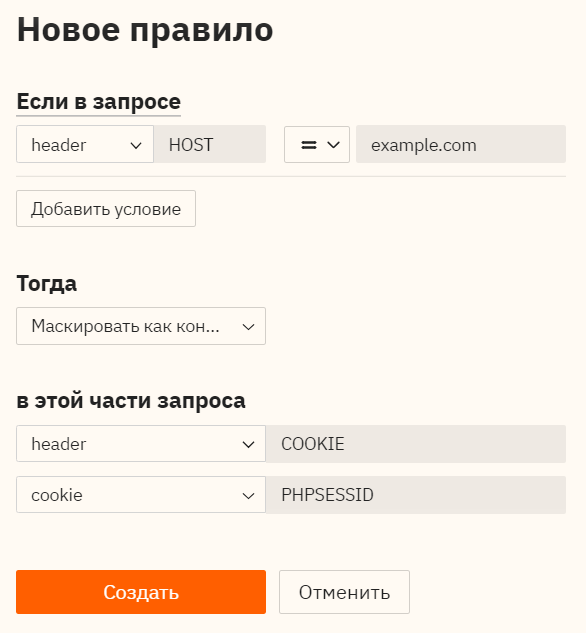 Новое правило
Если в запросе
header HOST = example.com
Добавить условие
Тогда
Маскировать как кон...
в этой части запроса
header COOKIE
cookie PHPSESSID
Создать Отменить